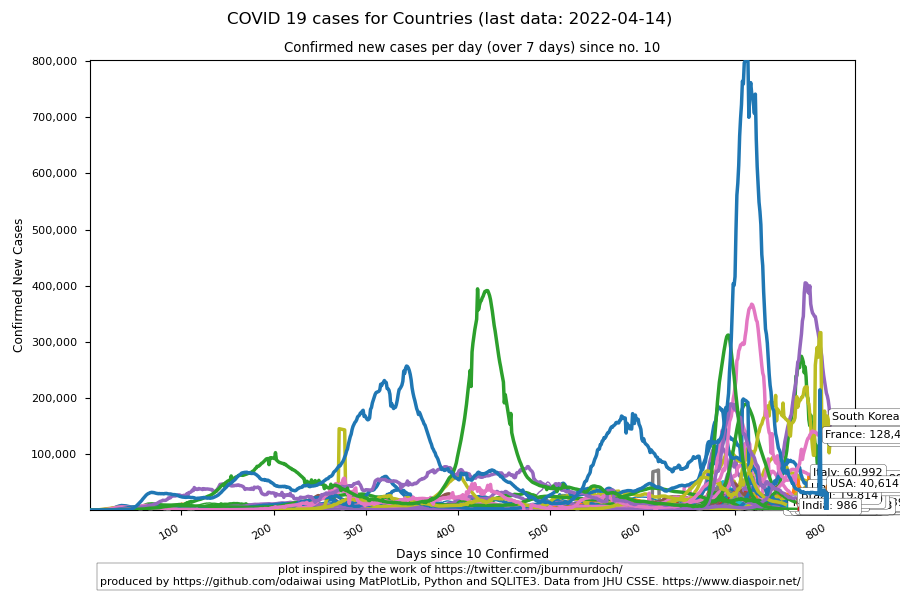 COVID 19 cases for Countries (last data: 2022-04-14)
Confirmed new cases per day (over 7 days) since no. 10
800,000
700,000
600,000
500,000
400,000
300,000
200,000
100,000
Confirmed New Cases
South Korea
France: 128,4
Italy: 60,992
USA: 40,614
19,814
India: 986
100
200
300
400
500
600
700
800
Days since 10 Confirmed
plot inspired by the work of https://twitter.com/jburnmurdoch/
produced by https://github.com/odaiwai using MatPlotLib, Python and SQLITE3. Data from JHU CSSE. https://www.diaspoir.net/